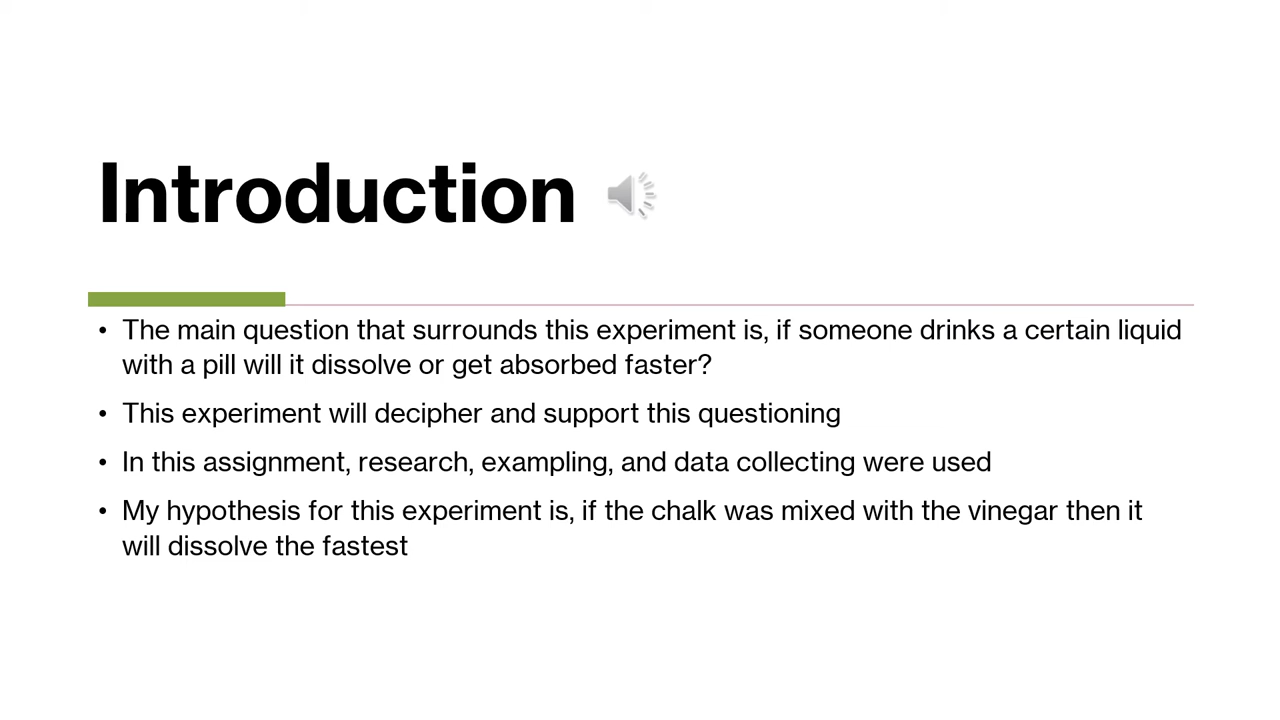 Introduction
• The main question that surrounds this experiment is, if someone drinks a certain liquid
with a pill will it dissolve or get absorbed faster?
• This experiment will decipher and support this questioning
• In this assignment, research, exampling, and data collecting were used
• My hypothesis for this experiment is, if the chalk was mixed with the vinegar then it
will dissolve the fastest